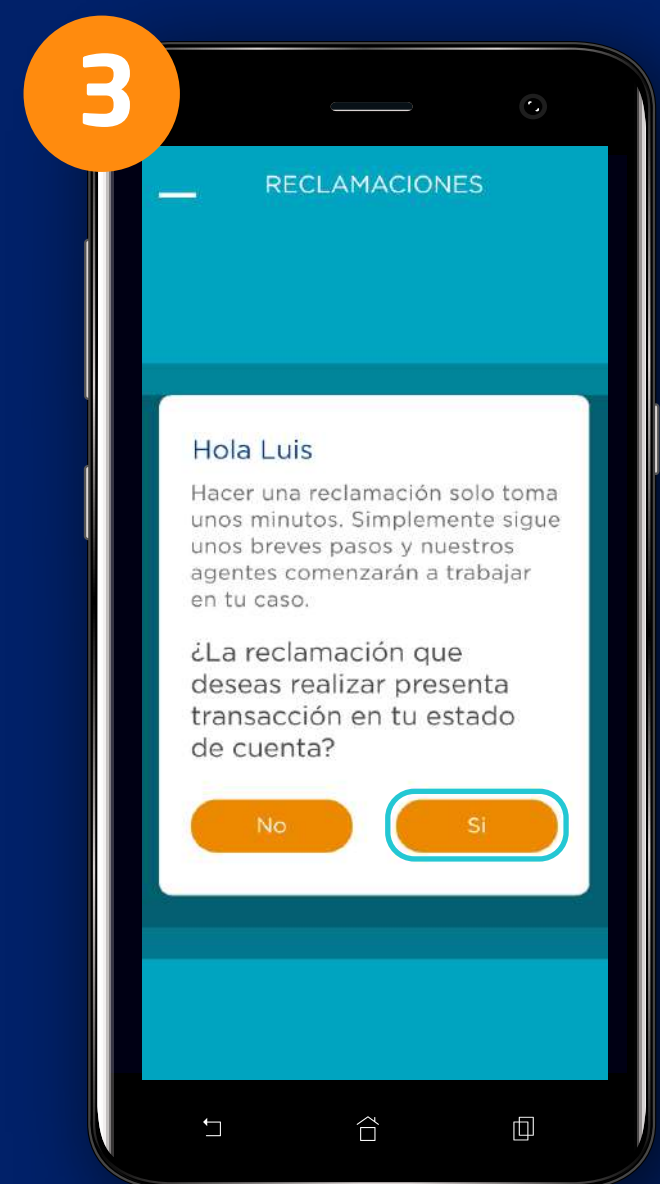 3
RECLAMACIONES
Hola Luis
Hacer una reclamación solo toma
unos minutos. Simplemente sigue
unos breves pasos y nuestros
agentes comenzarán a trabajar
en tu caso.
¿La reclamación que
deseas realizar presenta
transacción en tu estado
de cuenta?
No
Si